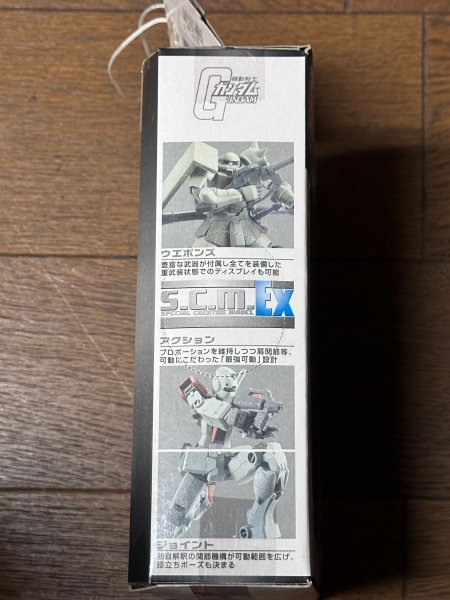 機動戦士
ガンダム
GUNDAM
ウエポンズ
豊富な武器が付属し全てを装備した
重武装状態でのディスプレイも可能
S.C.M.Ex
SPECIAL CREATIVE MODEL
アクション
プロポーションを維持しつつ肩関節等、
可動にこだわった「最強可動」設計
ジョイント
独自解釈の関節機構が可動範囲を広げ、
膝立ちポーズも決まる